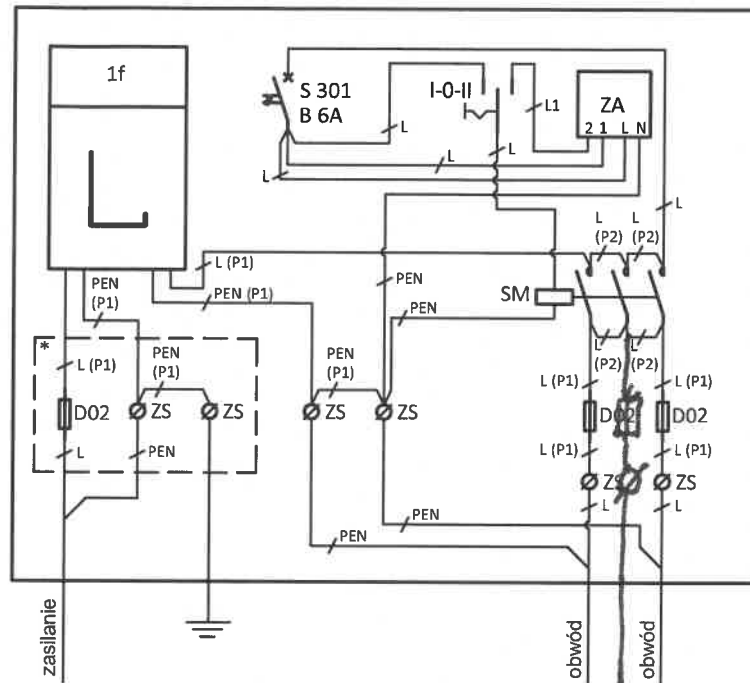 1f
S 301
B 6A
I-0-II
L1
ZA
2 1 L N
L
L
L
L
L
L (P2)
L (P2)
L (P1)
PEN (P1)
PEN (P1)
PEN
PEN
SM
*
L (P1)
PEN (P1)
PEN (P1)
L (P2)
L (P2)
L (P1)
L (P1)
D02
ZS
ZS
ZS
ZS
D02
D02
L
PEN
L (P1)
L (P1)
ZS
ZS
L
L
PEN
PEN
zasilanie
obwód
obwód